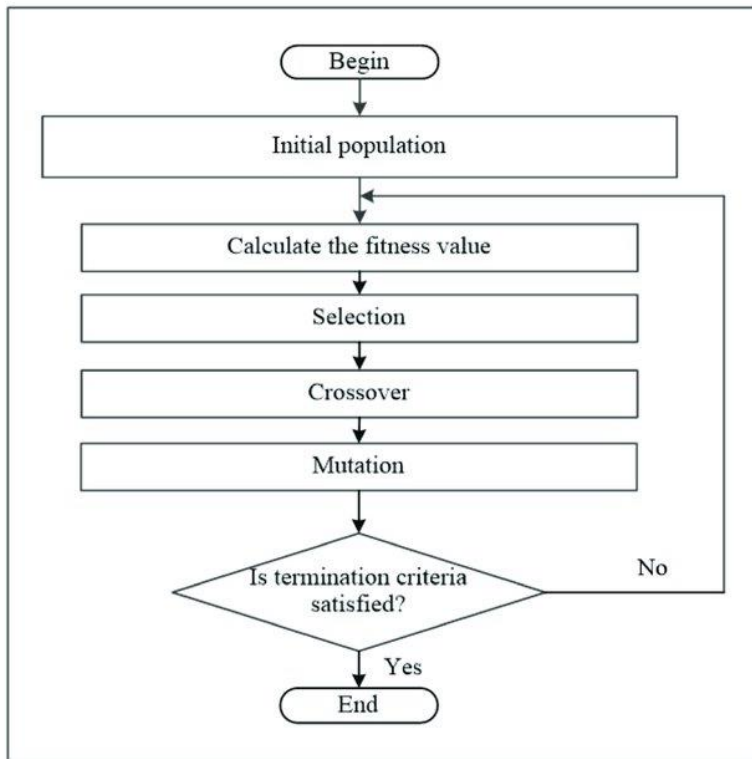 Begin
Initial population
Calculate the fitness value
Selection
Crossover
Mutation
Is termination criteria
satisfied?
No
Yes
End